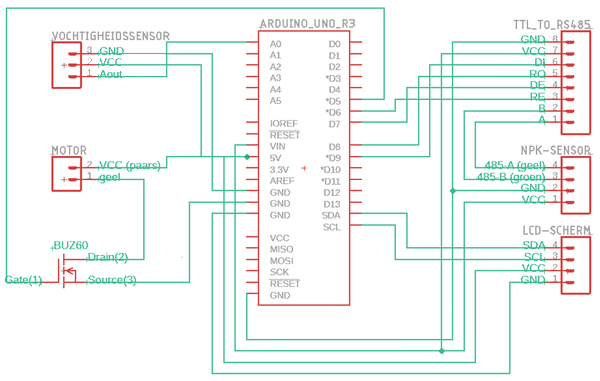 ARDUINO_UNO_R3
TTL_TO_RS485
VOCHTIGHEIDSSENSOR
3 GND
2 VCC
1 Aout
MOTOR
2 VCC (paars)
1 geel
BUZ60
Drain(2)
Gate(1)
Source(3)
A0
A1
A2
A3
A4
A5
IOREF
RESET
VIN
5V
3.3V
AREF
GND
GND
GND
VCC
MISO
MOSI
SCK
RESET
GND
D0
D1
D2
*D3
D4
*D5
*D6
D7
D8
*D9
*D10
*D11
D12
D13
SDA
SCL
GND 8
VCC 7
DI 6
RO 5
DE 4
RE 3
B 2
A 1
NPK-SENSOR
485-A (geel) 4
485-B (groen) 3
GND 2
VCC 1
LCD-SCHERM
SDA 4
SCL 3
VCC 2
GND 1